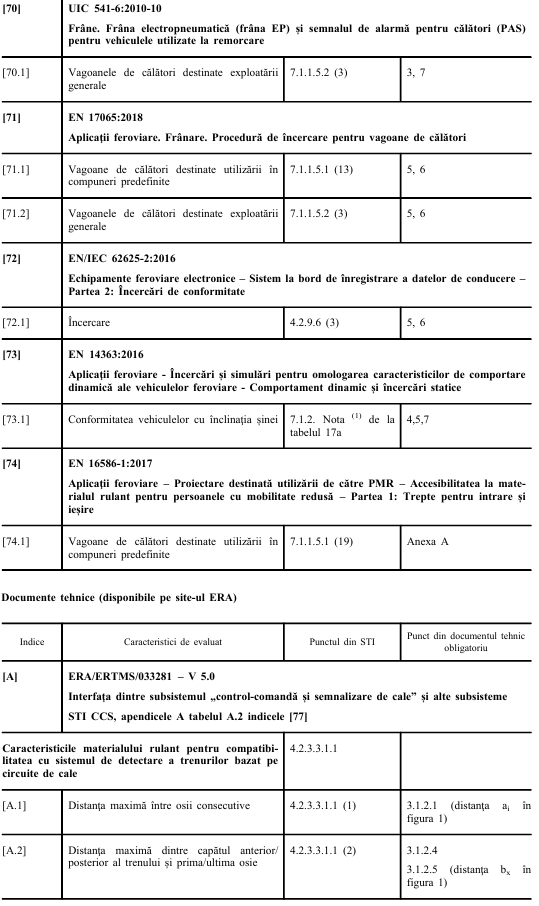 [70] UIC 541-6:2010-10
Frâne. Frâna electropneumatică (frâna EP) și semnalul de alarmă pentru călători (PAS)
pentru vehiculele utilizate la remorcare
[70.1] Vagoanele de călători destinate exploatării 7.1.1.5.2 (3) 3, 7
generale
[71] EN 17065:2018
Aplicații feroviare. Frânare. Procedură de încercare pentru vagoane de călători
[71.1] Vagoane de călători destinate utilizării în 7.1.1.5.1 (13) 5, 6
compuneri predefinite
[71.2] Vagoanele de călători destinate exploatării 7.1.1.5.2 (3) 5, 6
generale
[72] EN/IEC 62625-2:2016
Echipamente feroviare electronice – Sistem la bord de înregistrare a datelor de conducere –
Partea 2: Încercări de conformitate
[72.1] Încercare 4.2.9.6 (3) 5, 6
[73] EN 14363:2016
Aplicații feroviare - Încercări și simulări pentru omologarea caracteristicilor de comportare
dinamică ale vehiculelor feroviare - Comportament dinamic și încercări statice
[73.1] Conformitatea vehiculelor cu înclinația șinei 7.1.2. Nota (1) de la 4,5,7
tabelul 17a
[74] EN 16586-1:2017
Aplicații feroviare – Proiectare destinată utilizării de către PMR – Accesibilitatea la mate-
rialul rulant pentru persoanele cu mobilitate redusă – Partea 1: Trepte pentru intrare și
ieșire
[74.1] Vagoane de călători destinate utilizării în 7.1.1.5.1 (19) Anexa A
compuneri predefinite
Documente tehnice (disponibile pe site-ul ERA)
Indice Caracteristici de evaluat Punctul din STI Punct din documentul tehnic
obligatoriu
[A] ERA/ERTMS/033281 – V 5.0
Interfața dintre subsistemul „control-comandă și semnalizare de cale” și alte subsisteme
STI CCS, apendicele A tabelul A.2 indicele [77]
Caracteristicile materialului rulant pentru compatibi- 4.2.3.3.1.1
litatea cu sistemul de detectare a trenurilor bazat pe
circuite de cale
[A.1] Distanța maximă între osii consecutive 4.2.3.3.1.1 (1) 3.1.2.1 (distanța ai în
figura 1)
[A.2] Distanța maximă dintre capătul anterior/ 4.2.3.3.1.1 (2) 3.1.2.4
posterior al trenului și prima/ultima osie
3.1.2.5 (distanța bx în
figura 1)